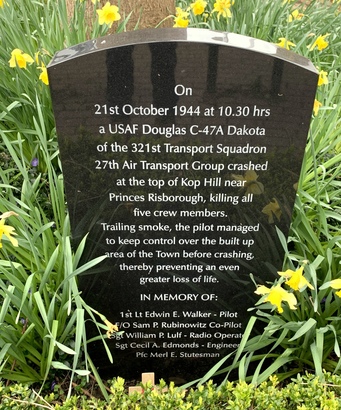 On
21st October 1944 at 10.30 hrs
a USAF Douglas C-47A Dakota
of the 321st Transport Squadron
27th Air Transport Group crashed
at the top of Kop Hill near
Princes Risborough, killing all
five crew members.
Trailing smoke, the pilot managed
to keep control over the built up
area of the Town before crashing,
thereby preventing an even
greater loss of life.
IN MEMORY OF:
1st Lt Edwin E. Walker - Pilot
F/O Sam P. Rubinowitz Co-Pilot
Sgt William P. Lulf - Radio Operato
Sgt Cecil A. Edmonds - Engineer
Pfc Merl E. Stutesman